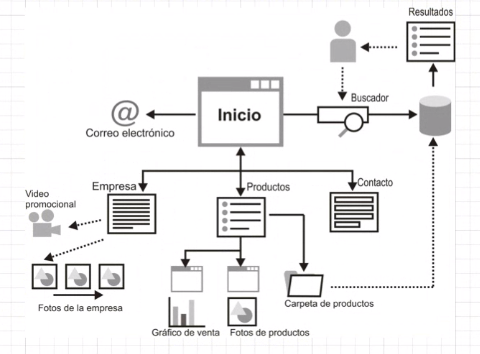 Resultados
Buscador
Inicio
@
Correo electrónico
Empresa
Productos
Contacto
Video
promocional
Fotos de la empresa
Carpeta de productos
Gráfico de venta
Fotos de productos